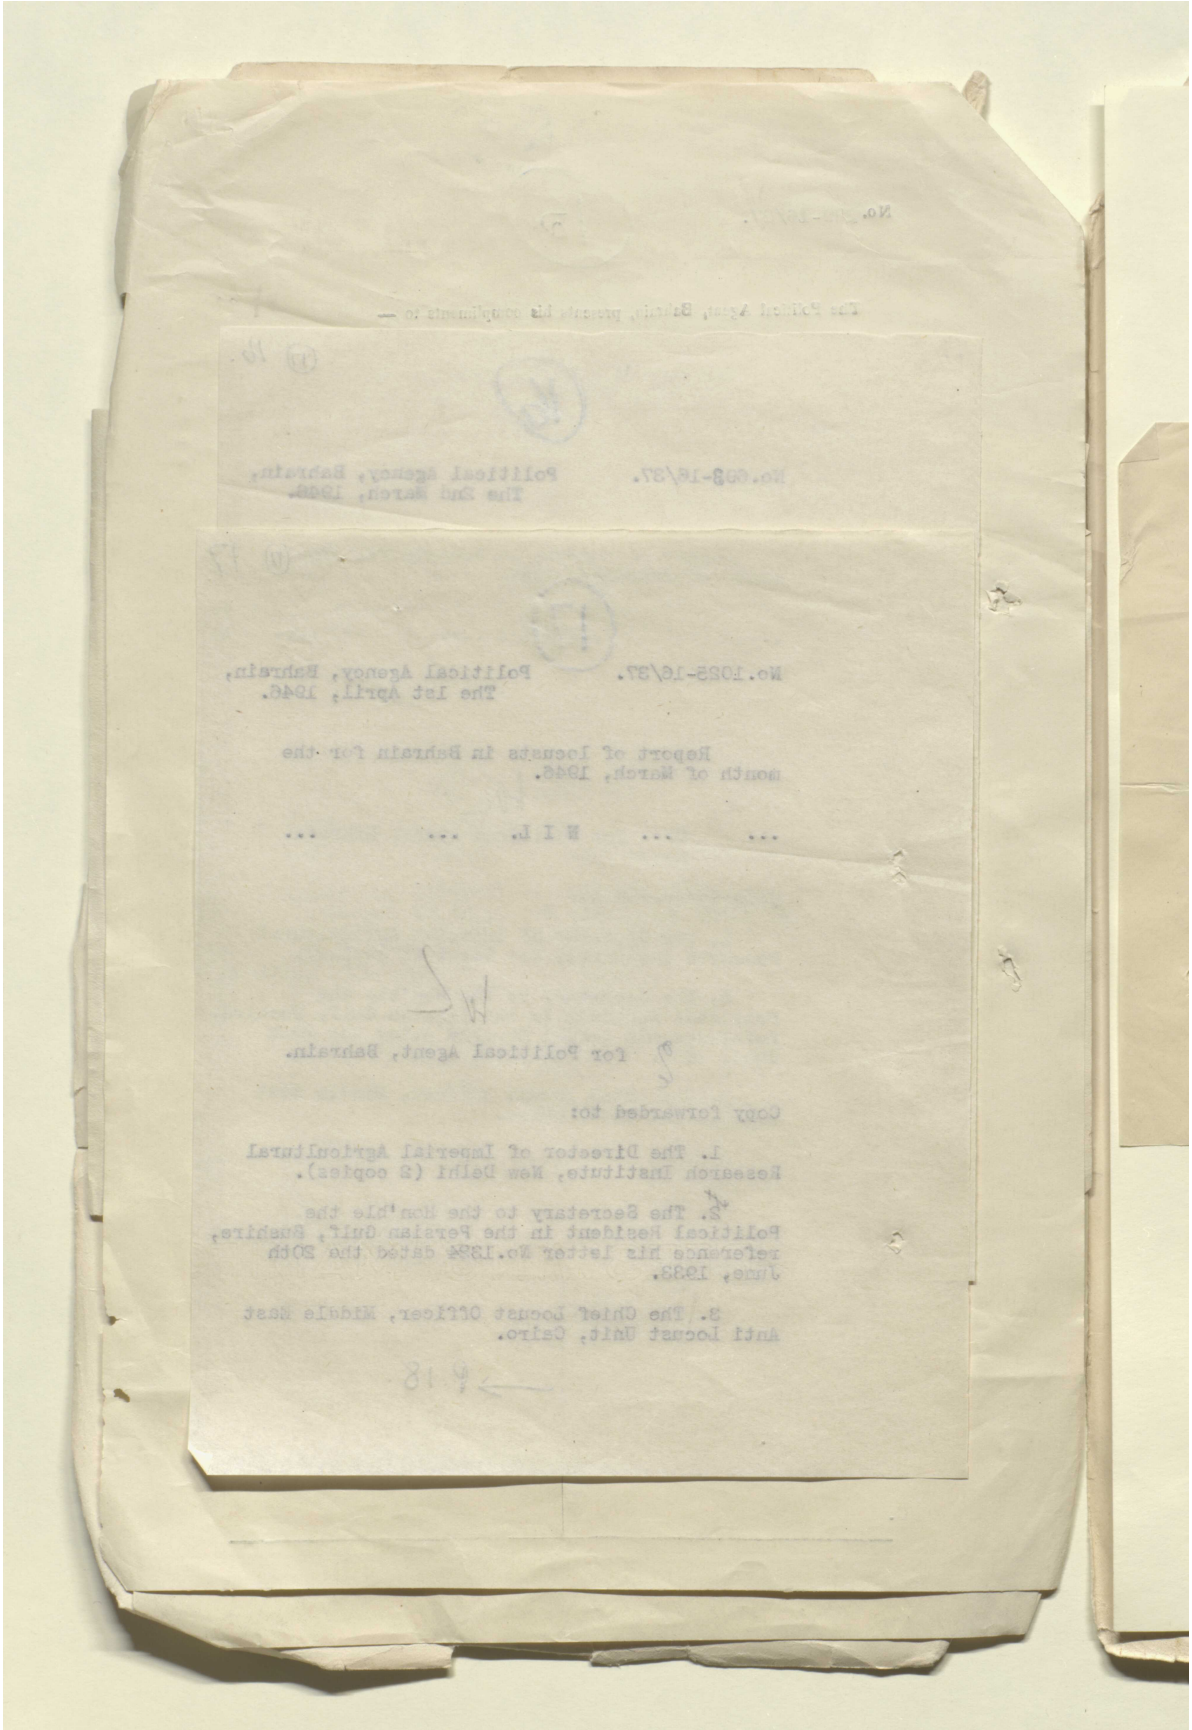 No.
The Political Agent, Bahrain, presents his compliments to —
No.602-16/37. Political Agency, Bahrain,
The 2nd March, 1946.
No.1025-16/37. Political Agency, Bahrain,
The 1st April, 1946.
Report of locusts in Bahrain for the
month of March, 1946.
... ... N I L. ... ...
for Political Agent, Bahrain.
Copy forwarded to:
1. The Director of Imperial Agricultural
Research Institute, New Delhi (2 copies).
2. The Secretary to the Hon'ble the
Political Resident in the Persian Gulf, Bushire,
reference his letter No.1324 dated the 20th
June, 1933.
3. The Chief Locust Officer, Middle East
Anti Locust Unit, Cairo.
P. 18